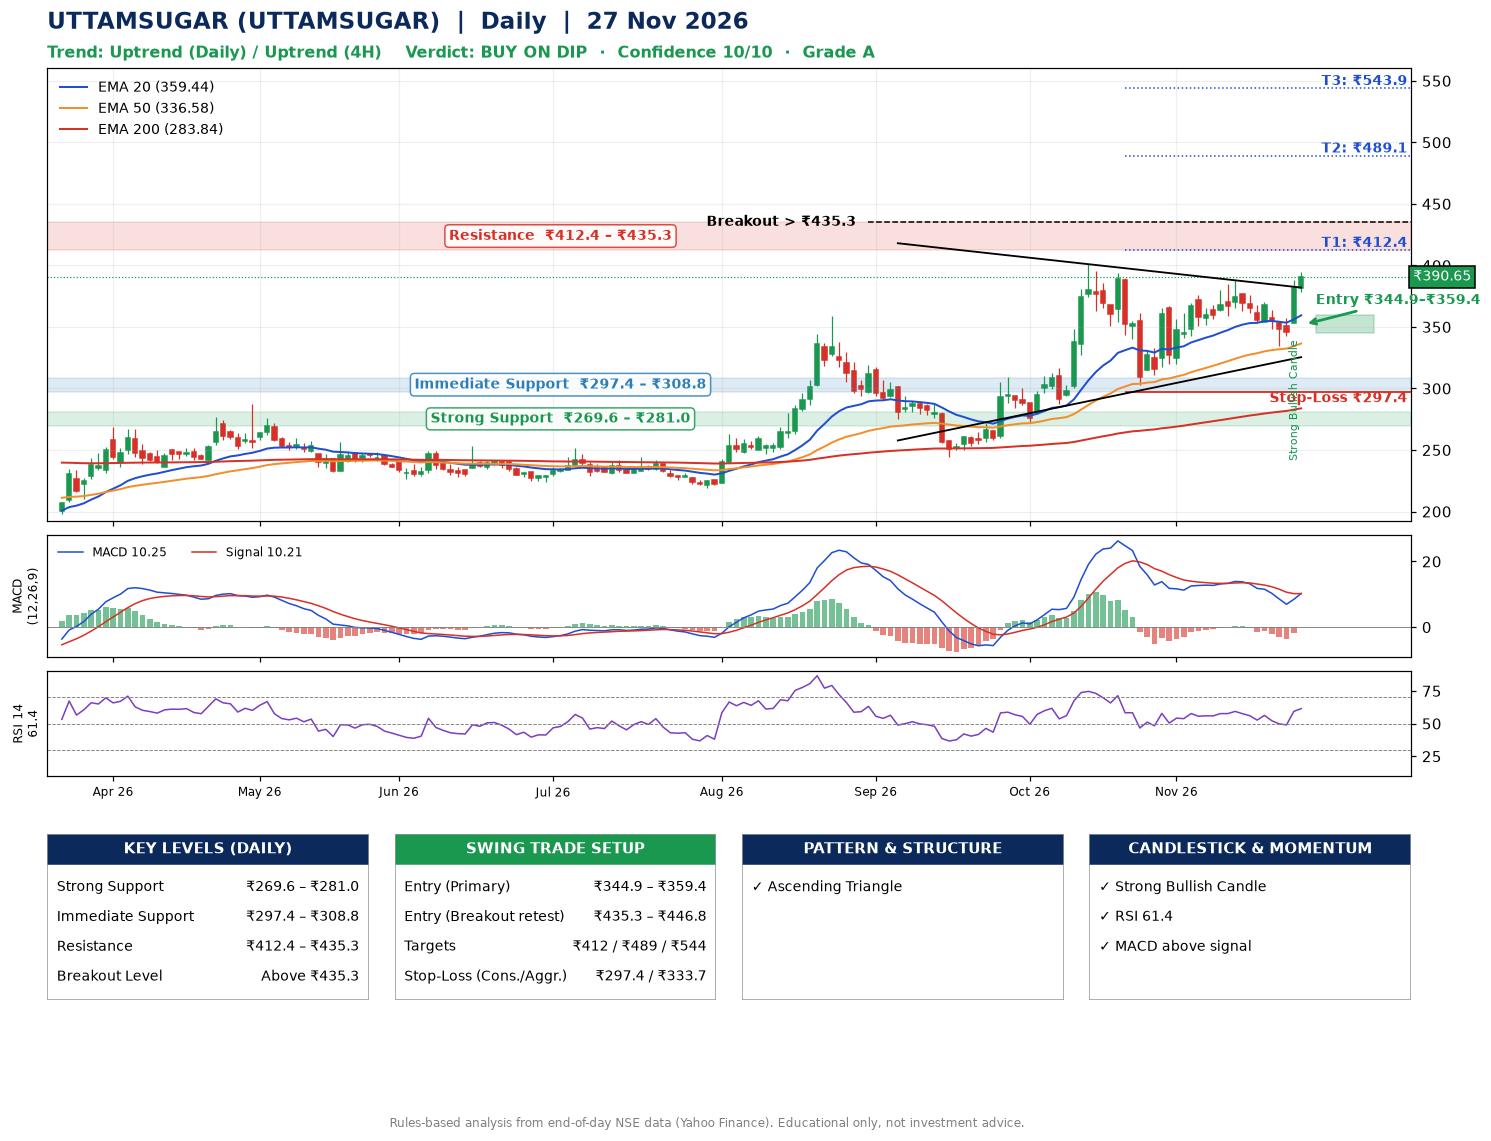 UTTAMSUGAR (UTTAMSUGAR) | Daily | 27 Nov 2026
Trend: Uptrend (Daily) / Uptrend (4H) Verdict: BUY ON DIP · Confidence 10/10 · Grade A
EMA 20 (359.44)
EMA 50 (336.58)
EMA 200 (283.84)
T3: ₹543.9
T2: ₹489.1
Breakout > ₹435.3
Resistance ₹412.4 – ₹435.3
T1: ₹412.4
₹390.65
Entry ₹344.9–₹359.4
Immediate Support ₹297.4 – ₹308.8
Stop-Loss ₹297.4
Strong Support ₹269.6 – ₹281.0
Strong Bullish Candle
550
500
450
400
350
300
250
200
MACD 10.25 Signal 10.21
MACD
(12,26,9)
20
0
RSI 14
61.4
75
50
25
Apr 26 May 26 Jun 26 Jul 26 Aug 26 Sep 26 Oct 26 Nov 26
KEY LEVELS (DAILY)
Strong Support ₹269.6 – ₹281.0
Immediate Support ₹297.4 – ₹308.8
Resistance ₹412.4 – ₹435.3
Breakout Level Above ₹435.3
SWING TRADE SETUP
Entry (Primary) ₹344.9 – ₹359.4
Entry (Breakout retest) ₹435.3 – ₹446.8
Targets ₹412 / ₹489 / ₹544
Stop-Loss (Cons./Aggr.) ₹297.4 / ₹333.7
PATTERN & STRUCTURE
✓ Ascending Triangle
CANDLESTICK & MOMENTUM
✓ Strong Bullish Candle
✓ RSI 61.4
✓ MACD above signal
Rules-based analysis from end-of-day NSE data (Yahoo Finance). Educational only, not investment advice.